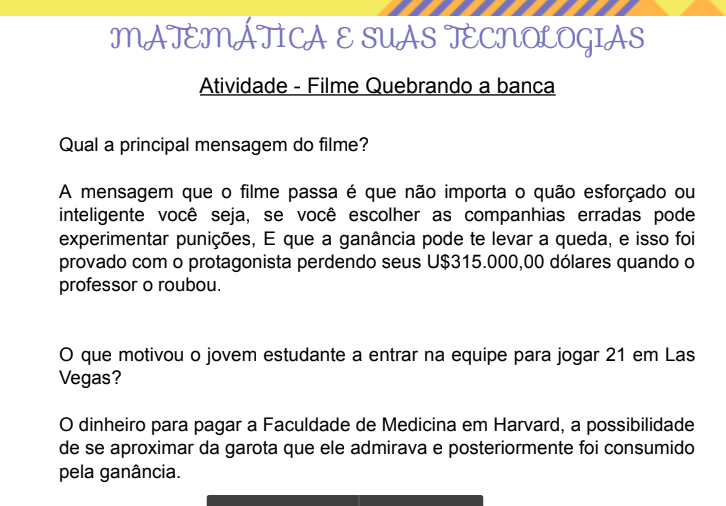 MATEMÁTICA E SUAS TECNOLOGIAS
Atividade - Filme Quebrando a banca
Qual a principal mensagem do filme?
A mensagem que o filme passa é que não importa o quão esforçado ou
inteligente você seja, se você escolher as companhias erradas pode
experimentar punições, E que a ganância pode te levar a queda, e isso foi
provado com o protagonista perdendo seus U$315.000,00 dólares quando o
professor o roubou.
O que motivou o jovem estudante a entrar na equipe para jogar 21 em Las
Vegas?
O dinheiro para pagar a Faculdade de Medicina em Harvard, a possibilidade
de se aproximar da garota que ele admirava e posteriormente foi consumido
pela ganância.